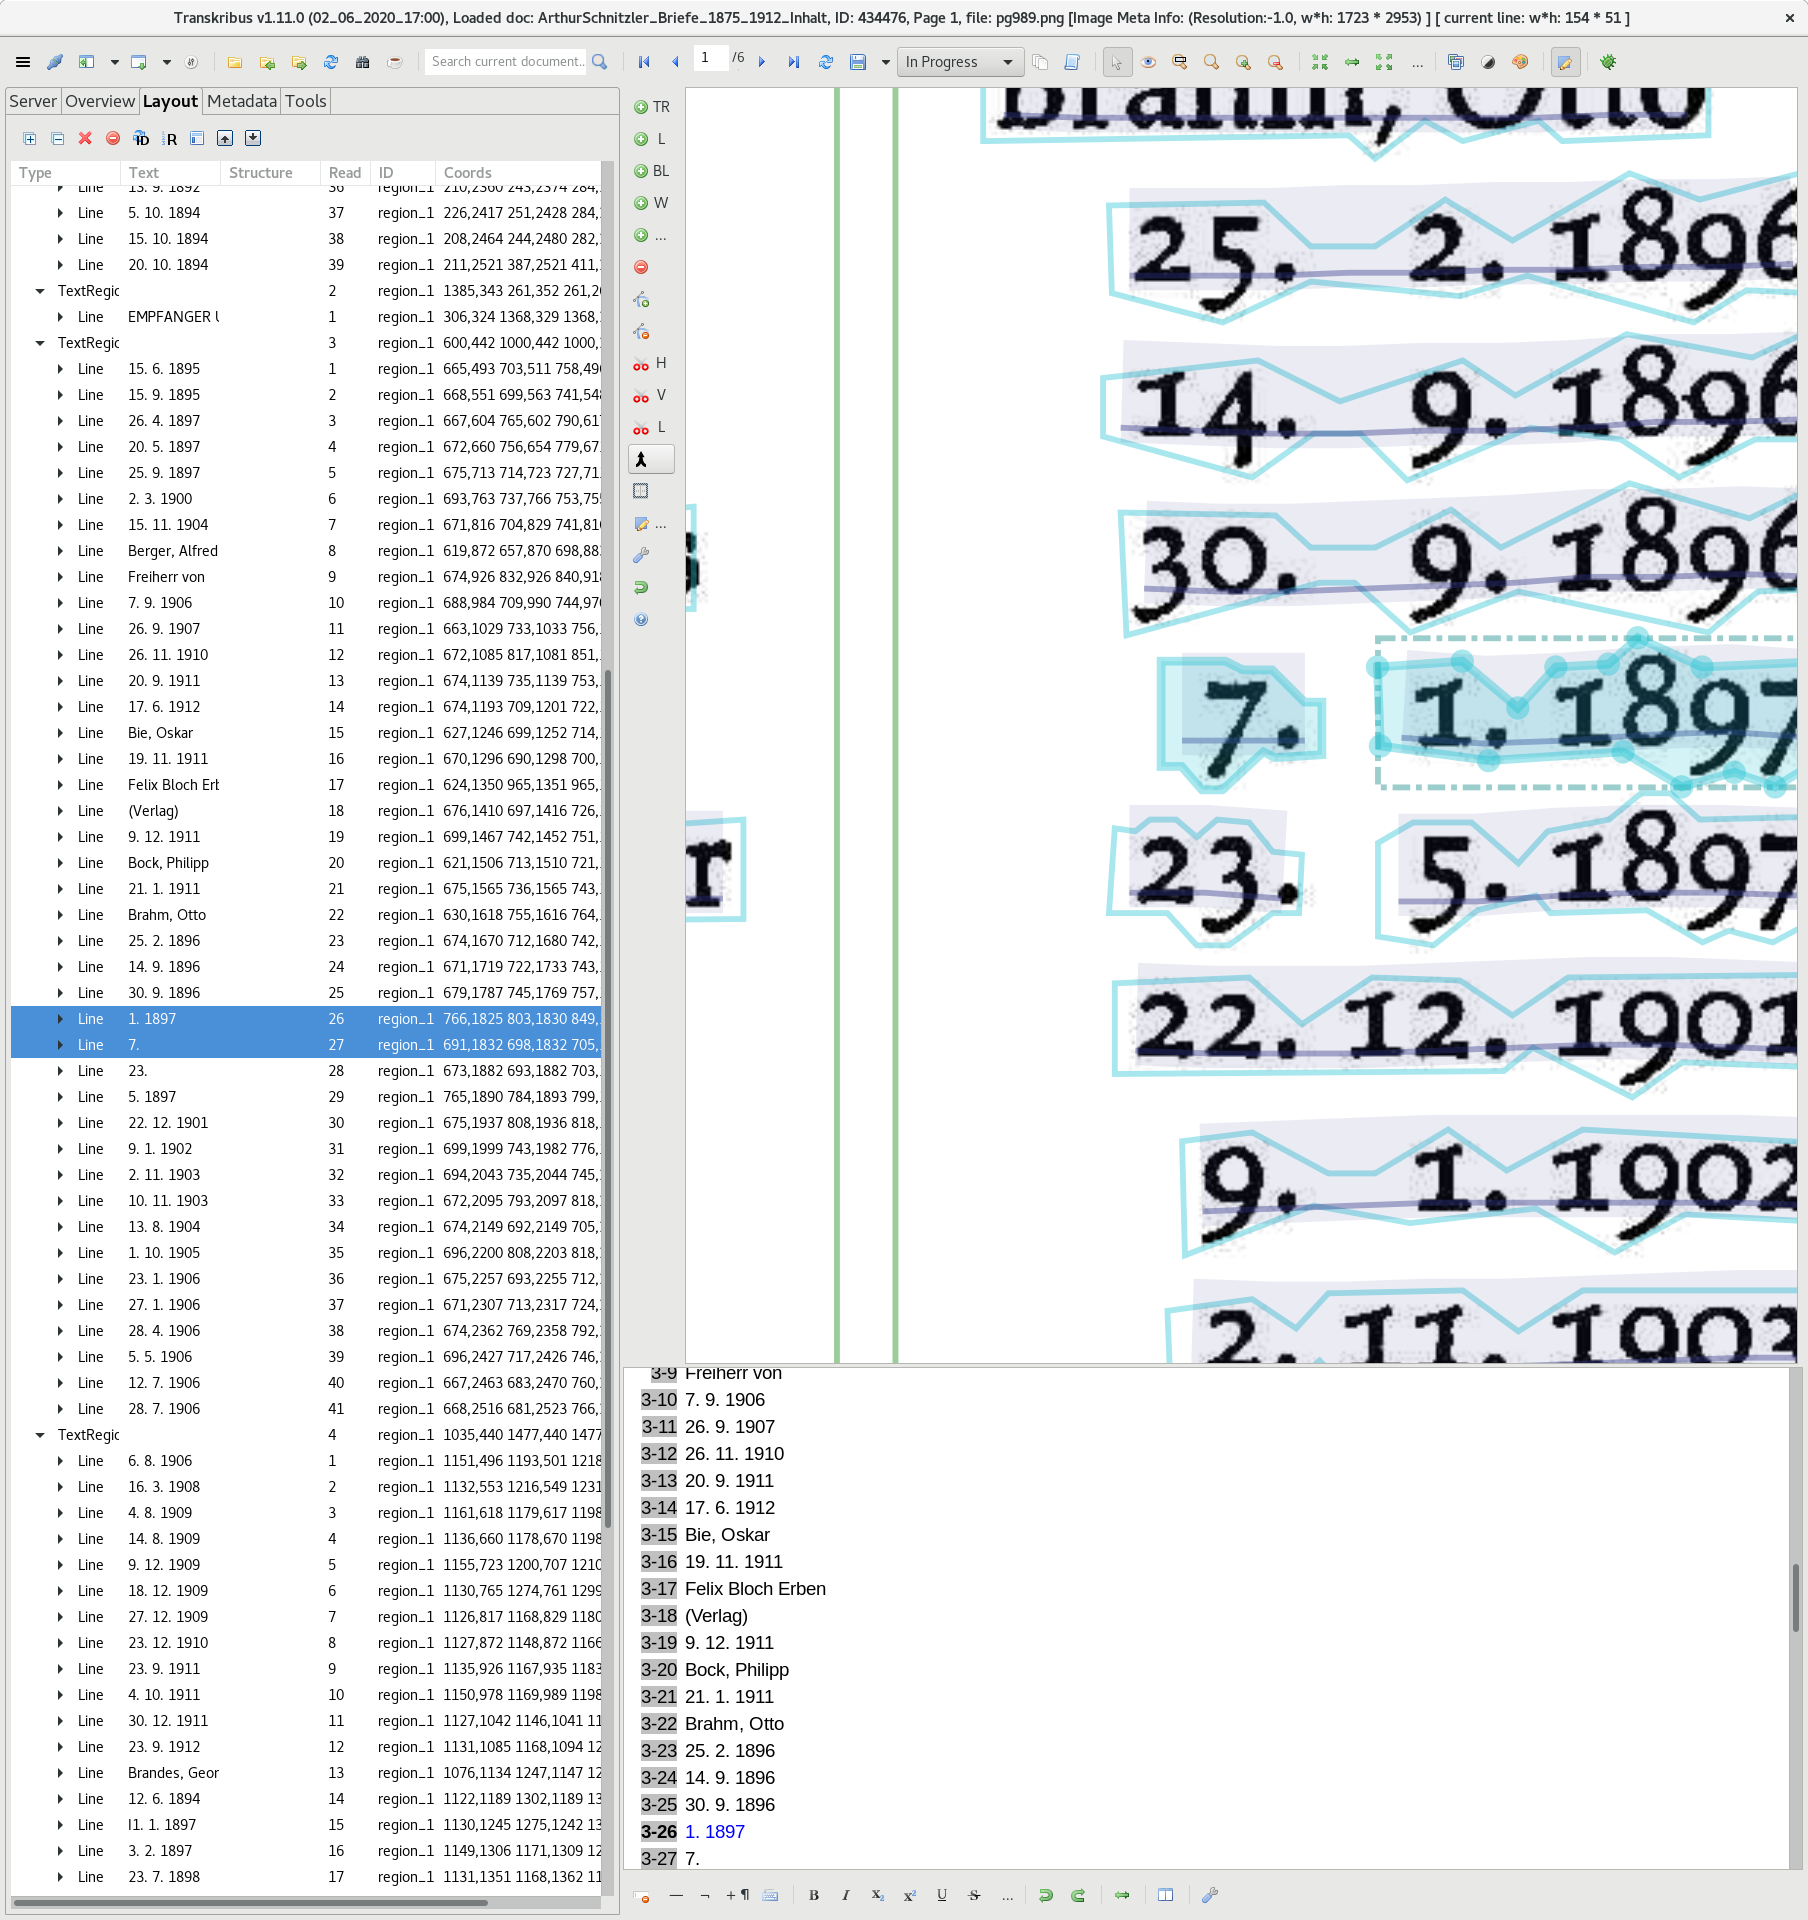 Transkribus v1.11.0 (02_06_2020_17:00), Loaded doc: ArthurSchnitzler_Briefe_1875_1912_Inhalt, ID: 434476, Page 1, file: pg989.png [Image Meta Info: (Resolution:-1.0, w*h: 1723 * 2953) ] [ current line: w*h: 154 * 51 ]
Search current document... 1 /6 In Progress ...
Server Overview Layout Metadata Tools
Type Text Structure Read ID Coords
Line 13. 9. 1892 36 region_1 210,2360 243,2374 284,
Line 5. 10. 1894 37 region_1 226,2417 251,2428 284,
Line 15. 10. 1894 38 region_1 208,2464 244,2480 282,
Line 20. 10. 1894 39 region_1 211,2521 387,2521 411,
TextRegic 2 region_1 1385,343 261,352 261,2
Line EMPFANGER U 1 region_1 306,324 1368,329 1368,
TextRegic 3 region_1 600,442 1000,442 1000,
Line 15. 6. 1895 1 region_1 665,493 703,511 758,49
Line 15. 9. 1895 2 region_1 668,551 699,563 741,54
Line 26. 4. 1897 3 region_1 667,604 765,602 790,61
Line 20. 5. 1897 4 region_1 672,660 756,654 779,67
Line 25. 9. 1897 5 region_1 675,713 714,723 727,71
Line 2. 3. 1900 6 region_1 693,763 737,766 753,75
Line 15. 11. 1904 7 region_1 671,816 704,829 741,81
Line Berger, Alfred 8 region_1 619,872 657,870 698,88
Line Freiherr von 9 region_1 674,926 832,926 840,91
Line 7. 9. 1906 10 region_1 688,984 709,990 744,97
Line 26. 9. 1907 11 region_1 663,1029 733,1033 756,
Line 26. 11. 1910 12 region_1 672,1085 817,1081 851,
Line 20. 9. 1911 13 region_1 674,1139 735,1139 753,
Line 17. 6. 1912 14 region_1 674,1193 709,1201 722,
Line Bie, Oskar 15 region_1 627,1246 699,1252 714,
Line 19. 11. 1911 16 region_1 670,1296 690,1298 700,
Line Felix Bloch Erb 17 region_1 624,1350 965,1351 965,
Line (Verlag) 18 region_1 676,1410 697,1416 726,
Line 9. 12. 1911 19 region_1 699,1467 742,1452 751,
Line Bock, Philipp 20 region_1 621,1506 713,1510 721,
Line 21. 1. 1911 21 region_1 675,1565 736,1565 743,
Line Brahm, Otto 22 region_1 630,1618 755,1616 764,
Line 25. 2. 1896 23 region_1 674,1670 712,1680 742,
Line 14. 9. 1896 24 region_1 671,1719 722,1733 743,
Line 30. 9. 1896 25 region_1 679,1787 745,1769 757,
Line 1. 1897 26 region_1 766,1825 803,1830 849,
Line 7. 27 region_1 691,1832 698,1832 705,
Line 23. 28 region_1 673,1882 693,1882 703,
Line 5. 1897 29 region_1 765,1890 784,1893 799,
Line 22. 12. 1901 30 region_1 675,1937 808,1936 818,
Line 9. 1. 1902 31 region_1 699,1999 743,1982 776,
Line 2. 11. 1903 32 region_1 694,2043 735,2044 745,
Line 10. 11. 1903 33 region_1 672,2095 793,2097 818,
Line 13. 8. 1904 34 region_1 674,2149 692,2149 705,
Line 1. 10. 1905 35 region_1 696,2200 808,2203 818,
Line 23. 1. 1906 36 region_1 675,2257 693,2255 712,
Line 27. 1. 1906 37 region_1 671,2307 713,2317 724,
Line 28. 4. 1906 38 region_1 674,2362 769,2358 792,
Line 5. 5. 1906 39 region_1 696,2427 717,2426 746,
Line 12. 7. 1906 40 region_1 667,2463 683,2470 760,
Line 28. 7. 1906 41 region_1 668,2516 681,2523 766,
TextRegic 4 region_1 1035,440 1477,440 1477
Line 6. 8. 1906 1 region_1 1151,496 1193,501 1218
Line 16. 3. 1908 2 region_1 1132,553 1216,549 1231
Line 4. 8. 1909 3 region_1 1161,618 1179,617 1198
Line 14. 8. 1909 4 region_1 1136,660 1178,670 1198
Line 9. 12. 1909 5 region_1 1155,723 1200,707 1210
Line 18. 12. 1909 6 region_1 1130,765 1274,761 1299
Line 27. 12. 1909 7 region_1 1126,817 1168,829 1180
Line 23. 12. 1910 8 region_1 1127,872 1148,872 1166
Line 23. 9. 1911 9 region_1 1135,926 1167,935 1183
Line 4. 10. 1911 10 region_1 1150,978 1169,989 1198
Line 30. 12. 1911 11 region_1 1127,1042 1146,1041 11
Line 23. 9. 1912 12 region_1 1131,1085 1168,1094 12
Line Brandes, Geor 13 region_1 1076,1134 1247,1147 12
Line 12. 6. 1894 14 region_1 1122,1189 1302,1189 13
Line I1. 1. 1897 15 region_1 1130,1245 1275,1242 13
Line 3. 2. 1897 16 region_1 1149,1306 1171,1309 12
Line 23. 7. 1898 17 region_1 1131,1351 1168,1362 11
TR
L
BL
W
...
H
V
L
...
Brahm, Otto
25. 2. 1896
14. 9. 1896
30. 9. 1896
7. 1. 1897
r
23. 5. 1897
22. 12. 1901
9. 1. 1902
2. 11. 1903
3-9 Freiherr von
3-10 7. 9. 1906
3-11 26. 9. 1907
3-12 26. 11. 1910
3-13 20. 9. 1911
3-14 17. 6. 1912
3-15 Bie, Oskar
3-16 19. 11. 1911
3-17 Felix Bloch Erben
3-18 (Verlag)
3-19 9. 12. 1911
3-20 Bock, Philipp
3-21 21. 1. 1911
3-22 Brahm, Otto
3-23 25. 2. 1896
3-24 14. 9. 1896
3-25 30. 9. 1896
3-26 1. 1897
3-27 7.
— ¬ +¶ B I X₂ X² U S ...